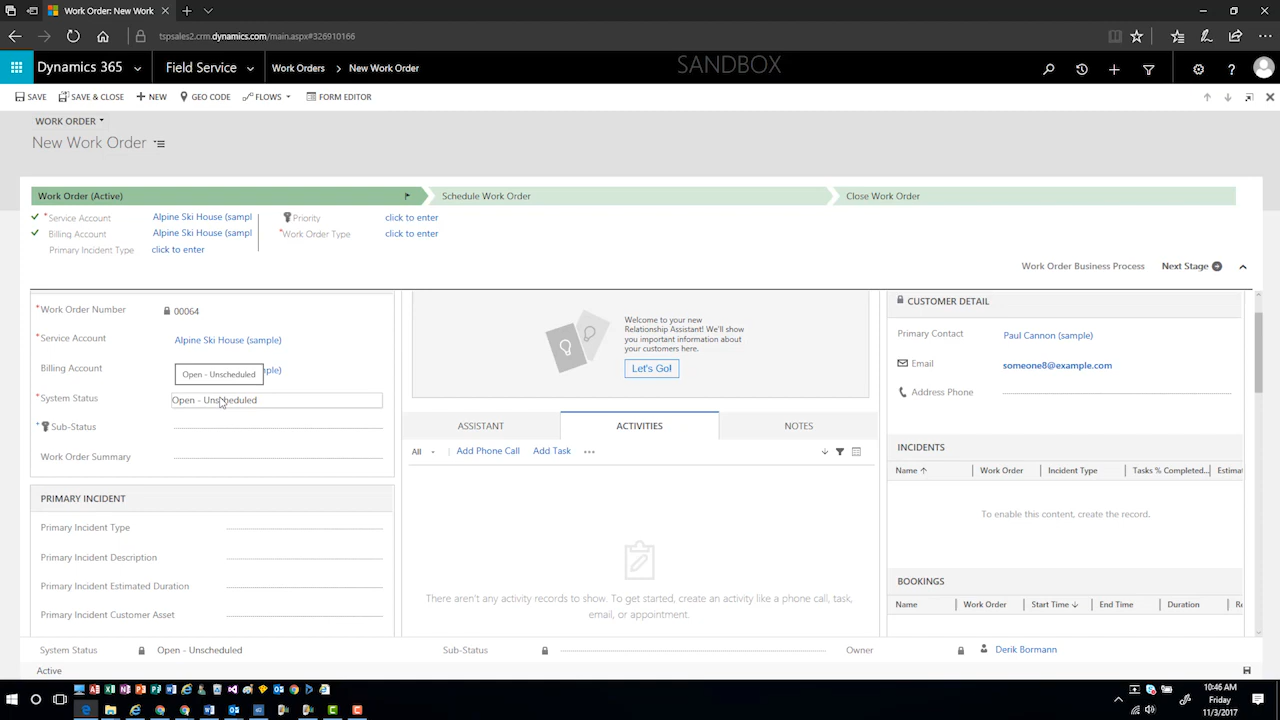 Work Order: New Work
tspsales2.crm.dynamics.com/main.aspx#326910166
Dynamics 365
Field Service
Work Orders > New Work Order
SANDBOX
SAVE
SAVE & CLOSE
NEW
GEO CODE
FLOWS
FORM EDITOR
WORK ORDER
New Work Order
Work Order (Active)
Schedule Work Order
Close Work Order
*Service Account Alpine Ski House (sampl
Billing Account Alpine Ski House (sampl
Primary Incident Type click to enter
Priority click to enter
*Work Order Type click to enter
Work Order Business Process
Next Stage
*Work Order Number 00064
*Service Account Alpine Ski House (sample)
Billing Account ple)
Open - Unscheduled
*System Status Open - Unscheduled
Sub-Status
Work Order Summary
PRIMARY INCIDENT
Primary Incident Type
Primary Incident Description
Primary Incident Estimated Duration
Primary Incident Customer Asset
Welcome to your new
Relationship Assistant! We'll show
you important information about
your customers here.
Let's Go!
ASSISTANT
ACTIVITIES
NOTES
All
Add Phone Call
Add Task
...
There aren't any activity records to show. To get started, create an activity like a phone call, task,
email, or appointment.
CUSTOMER DETAIL
Primary Contact Paul Cannon (sample)
Email someone8@example.com
Address Phone
INCIDENTS
Name Work Order Incident Type Tasks % Completed... Estimat
To enable this content, create the record.
BOOKINGS
Name Work Order Start Time End Time Duration Re
System Status Open - Unscheduled
Sub-Status
Owner Derik Bormann
Active
10:46 AM
Friday
11/3/2017